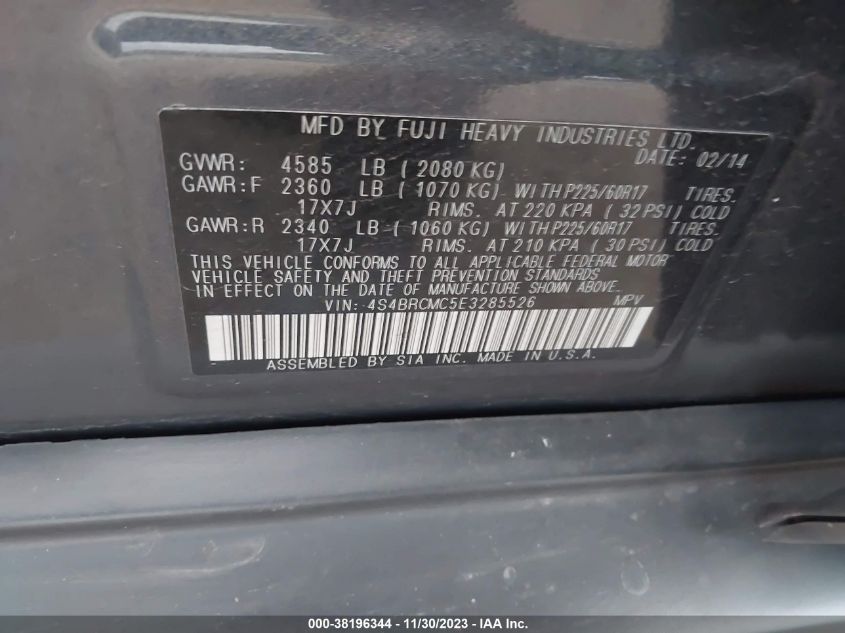 MFD BY FUJI HEAVY INDUSTRIES LTD.
DATE: 02/14
GVWR: 4585 LB ( 2080 KG)
GAWR:F 2360 LB ( 1070 KG) WITH P225/60R17 TIRES.
17X7J RIMS. AT 220 KPA ( 32 PSI) COLD
GAWR:R 2340 LB ( 1060 KG) WITH P225/60R17 TIRES.
17X7J RIMS. AT 210 KPA ( 30 PSI) COLD
THIS VEHICLE CONFORMS TO ALL APPLICABLE FEDERAL MOTOR
VEHICLE SAFETY AND THEFT PREVENTION STANDARDS
IN EFFECT ON THE DATE OF MANUFACTURE SHOWN ABOVE.
VIN: 4S4BRCMC5E3285526 MPV
ASSEMBLED BY SIA INC. MADE IN U.S.A.
000-38196344 - 11/30/2023 - IAA Inc.